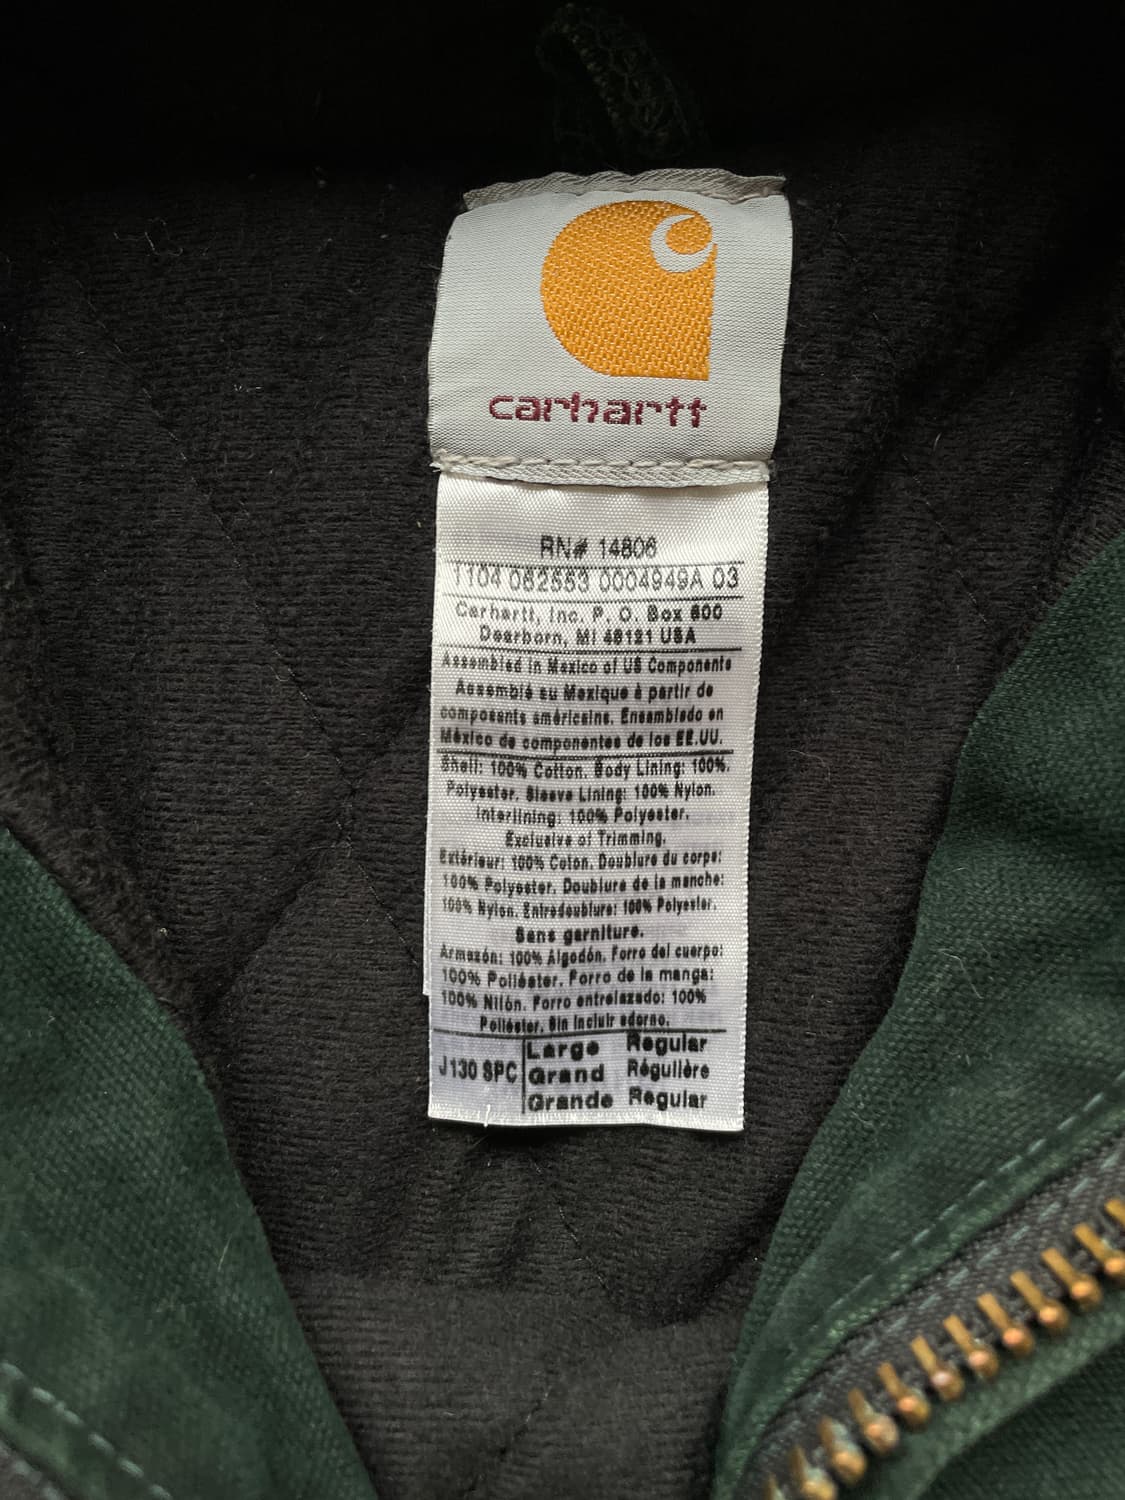 carhartt
RN# 14806
1104 062553 0004949A 03
Carhartt, Inc. P. O. Box 600
Dearborn, MI 48121 USA
Assembled in Mexico of US Components
Assemblé au Mexique à partir de
composants américains. Ensamblado en
México de componentes de los EE.UU.
Shell: 100% Cotton. Body Lining: 100%.
Polyester. Sleeve Lining: 100% Nylon.
Interlining: 100% Polyester.
Exclusive of Trimming.
Extérieur: 100% Coton. Doublure du corps:
100% Polyester. Doublure de la manche:
100% Nylon. Entredoublure: 100% Polyester.
Sans garniture.
Armazón: 100% Algodón. Forro del cuerpo:
100% Poliéster. Forro de la manga:
100% Nilón. Forro entrelazado: 100%
Poliéster. Sin incluir adorno.
J130 SPC
Large Regular
Grand Régulière
Grande Regular